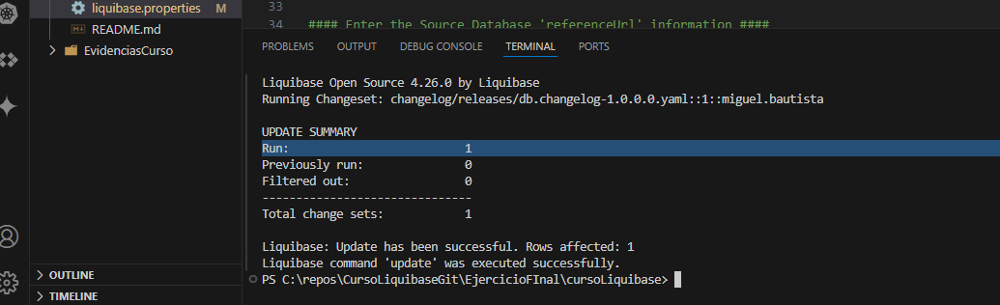 liquibase.properties M
README.md
EvidenciasCurso
OUTLINE
TIMELINE
33
34 #### Enter the Source Database 'referenceUrl' information ####
PROBLEMS OUTPUT DEBUG CONSOLE TERMINAL PORTS
Liquibase Open Source 4.26.0 by Liquibase
Running Changeset: changelog/releases/db.changelog-1.0.0.0.yaml::1::miguel.bautista
UPDATE SUMMARY
Run: 1
Previously run: 0
Filtered out: 0
-------------------------------
Total change sets: 1
Liquibase: Update has been successful. Rows affected: 1
Liquibase command 'update' was executed successfully.
PS C:\repos\CursoLiquibaseGit\EjercicioFInal\cursoLiquibase>